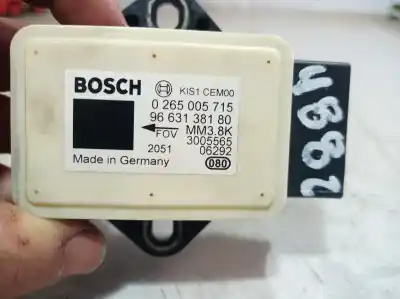 BOSCH KIS1 CEM00
0 265 005 715
96 631 381 80
FOV MM3.8K
3005565
2051 06292
Made in Germany 080
4882